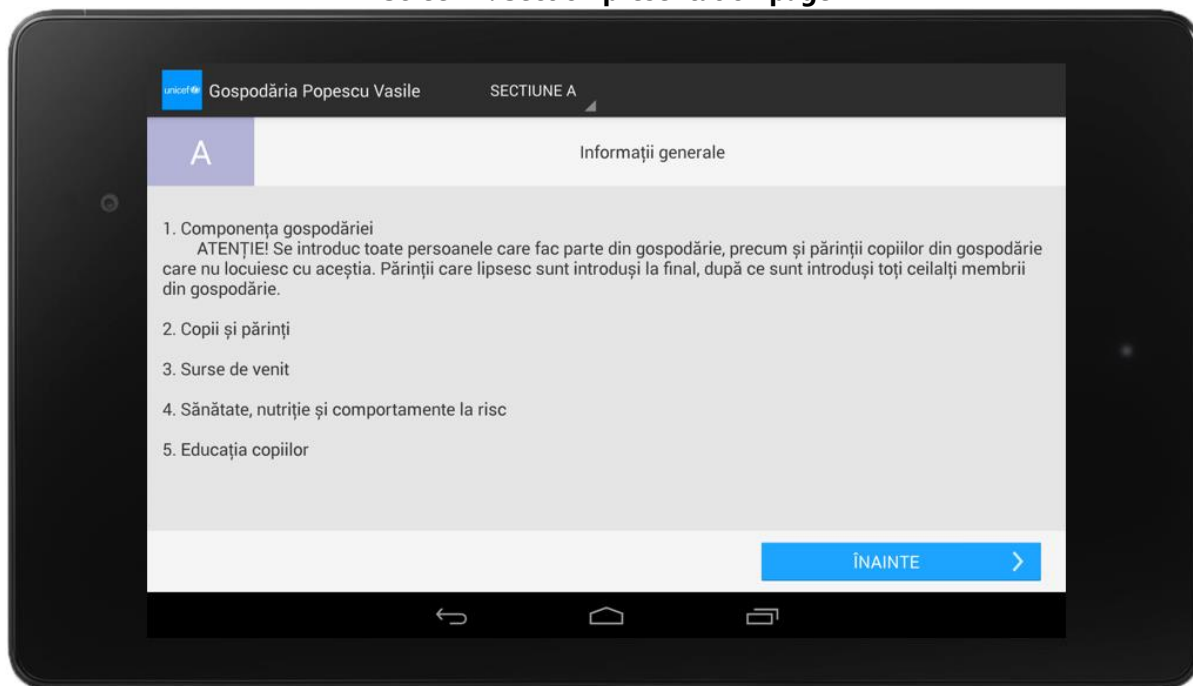 unicef
Gospodăria Popescu Vasile
SECTIUNE A
A
Informații generale
1. Componența gospodăriei
ATENȚIE! Se introduc toate persoanele care fac parte din gospodărie, precum și părinții copiilor din gospodărie
care nu locuiesc cu aceștia. Părinții care lipsesc sunt introduși la final, după ce sunt introduși toți ceilalți membrii
din gospodărie.
2. Copii și părinți
3. Surse de venit
4. Sănătate, nutriție și comportamente la risc
5. Educația copiilor
ÎNAINTE